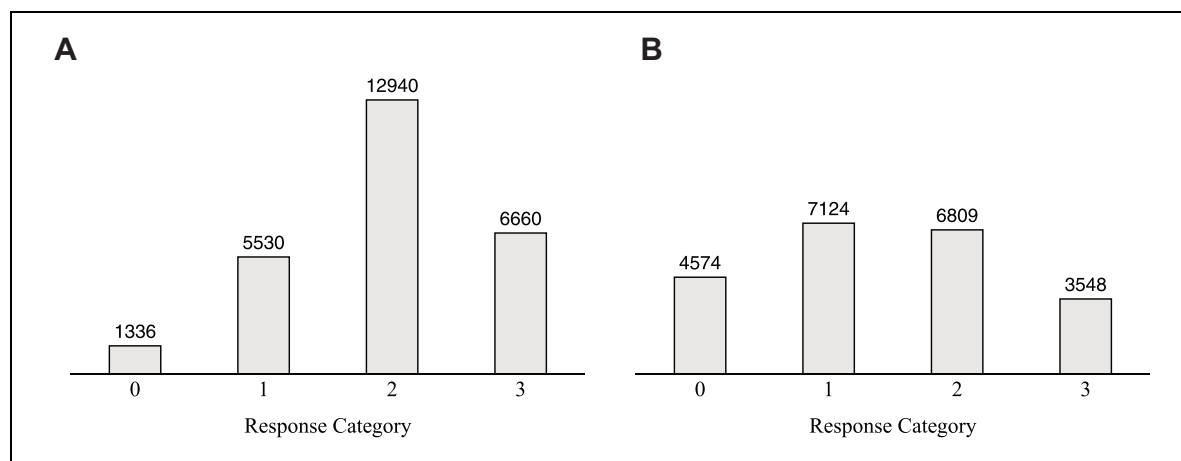 A
1336
5530
12940
6660
0 1 2 3
Response Category
B
4574
7124
6809
3548
0 1 2 3
Response Category